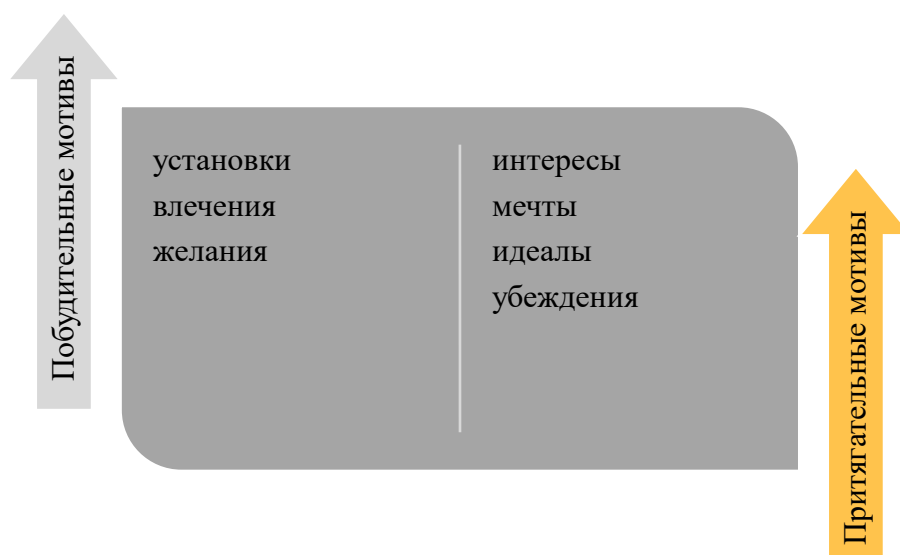 Побудительные мотивы
установки
влечения
желания
интересы
мечты
идеалы
убеждения
Притягательные мотивы